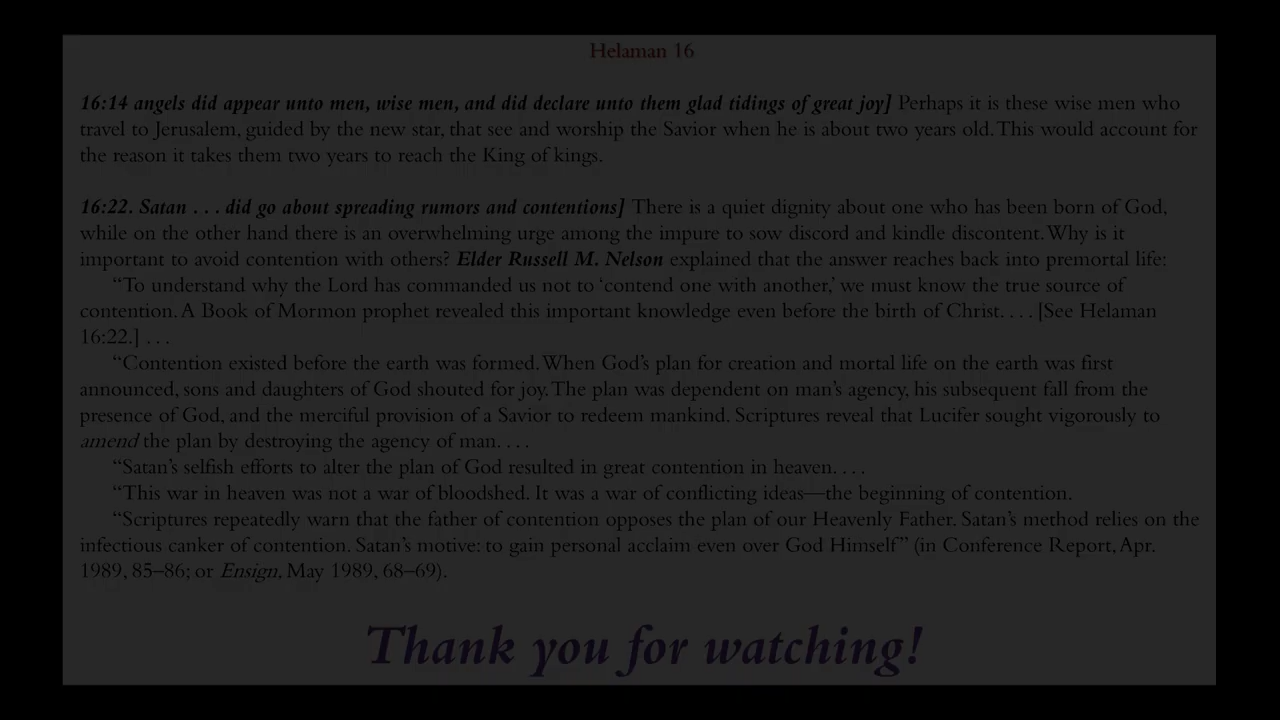 Helaman 16
16:14 angels did appear unto men, wise men, and did declare unto them glad tidings of great joy] Perhaps it is these wise men who
travel to Jerusalem, guided by the new star, that see and worship the Savior when he is about two years old. This would account for
the reason it takes them two years to reach the King of kings.
16:22. Satan . . . did go about spreading rumors and contentions] There is a quiet dignity about one who has been born of God,
while on the other hand there is an overwhelming urge among the impure to sow discord and kindle discontent. Why is it
important to avoid contention with others? Elder Russell M. Nelson explained that the answer reaches back into premortal life:
“To understand why the Lord has commanded us not to ‘contend one with another,’ we must know the true source of
contention. A Book of Mormon prophet revealed this important knowledge even before the birth of Christ. . . . [See Helaman
16:22.] . . .
“Contention existed before the earth was formed. When God’s plan for creation and mortal life on the earth was first
announced, sons and daughters of God shouted for joy. The plan was dependent on man’s agency, his subsequent fall from the
presence of God, and the merciful provision of a Savior to redeem mankind. Scriptures reveal that Lucifer sought vigorously to
amend the plan by destroying the agency of man. . . .
“Satan’s selfish efforts to alter the plan of God resulted in great contention in heaven. . . .
“This war in heaven was not a war of bloodshed. It was a war of conflicting ideas—the beginning of contention.
“Scriptures repeatedly warn that the father of contention opposes the plan of our Heavenly Father. Satan’s method relies on the
infectious canker of contention. Satan’s motive: to gain personal acclaim even over God Himself” (in Conference Report, Apr.
1989, 85–86; or Ensign, May 1989, 68–69).
Thank you for watching!